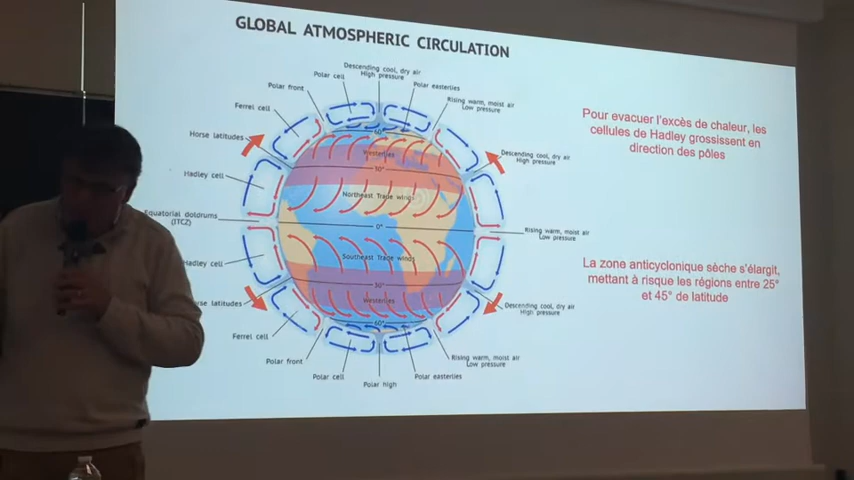 GLOBAL ATMOSPHERIC CIRCULATION
Descending cool, dry air
High pressure
Polar cell
Polar easterlies
Polar front
Rising warm, moist air
Low pressure
Ferrel cell
Horse latitudes
60°
Westerlies
30°
Descending cool, dry air
High pressure
Hadley cell
Northeast Trade winds
Equatorial doldrums
(ITCZ)
0°
Rising warm, moist air
Low pressure
Hadley cell
Southeast Trade winds
30°
Westerlies
rse latitudes
Descending cool, dry air
High pressure
60°
Ferrel cell
Polar front
Rising warm, moist air
Low pressure
Polar cell
Polar high
Polar easterlies
Pour evacuer l'excés de chaleur, les
cellules de Hadley grossissent en
direction des pôles
La zone anticyclonique sèche s'élargit,
mettant à risque les régions entre 25°
et 45° de latitude